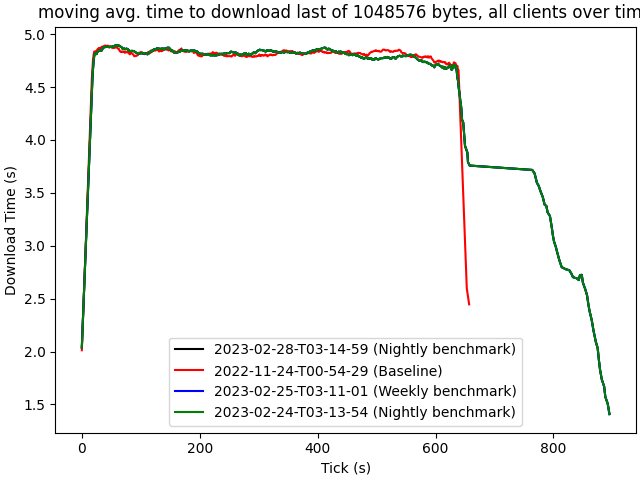 moving avg. time to download last of 1048576 bytes, all clients over tim
5.0
4.5
4.0
3.5
3.0
2.5
2.0
1.5
Download Time (s)
2023-02-28-T03-14-59 (Nightly benchmark)
2022-11-24-T00-54-29 (Baseline)
2023-02-25-T03-11-01 (Weekly benchmark)
2023-02-24-T03-13-54 (Nightly benchmark)
0 200 400 600 800
Tick (s)